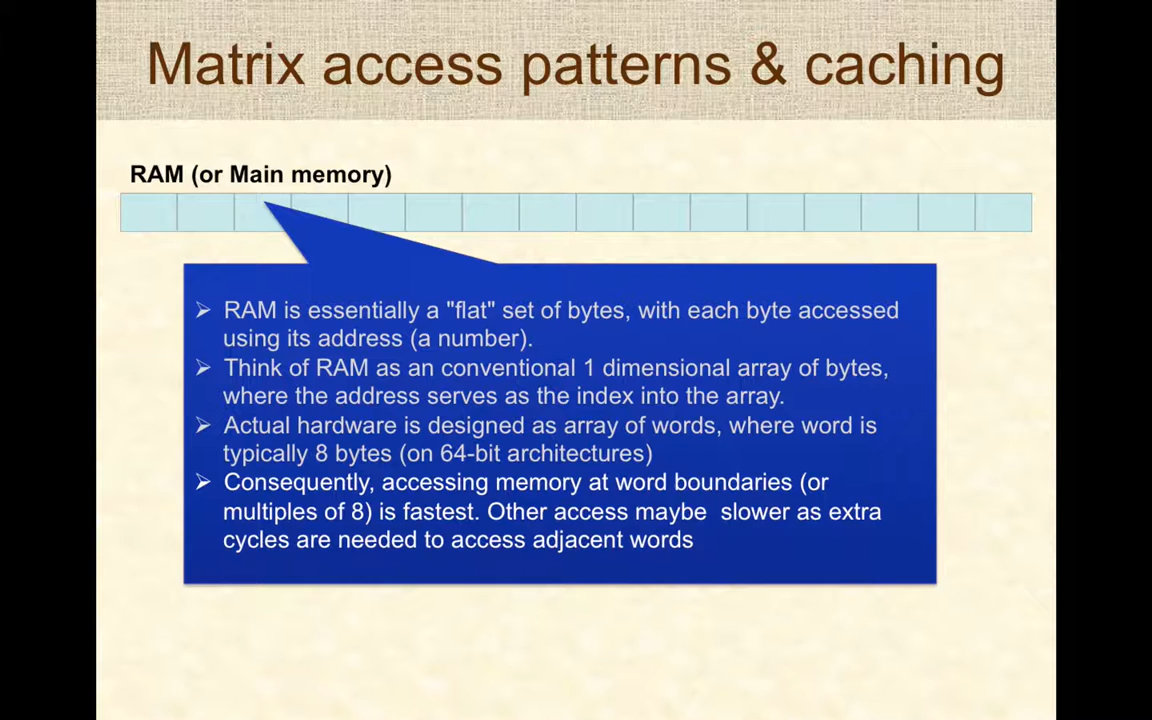 Matrix access patterns & caching
RAM (or Main memory)
➢ RAM is essentially a "flat" set of bytes, with each byte accessed
using its address (a number).
➢ Think of RAM as an conventional 1 dimensional array of bytes,
where the address serves as the index into the array.
➢ Actual hardware is designed as array of words, where word is
typically 8 bytes (on 64-bit architectures)
➢ Consequently, accessing memory at word boundaries (or
multiples of 8) is fastest. Other access maybe  slower as extra
cycles are needed to access adjacent words